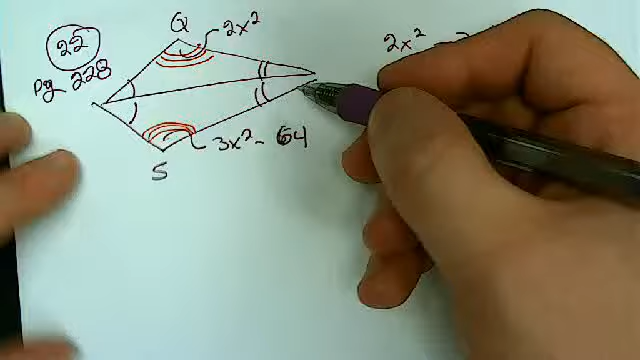 22
Pg 228
Q
2x²
2x²
3x² - 64
S